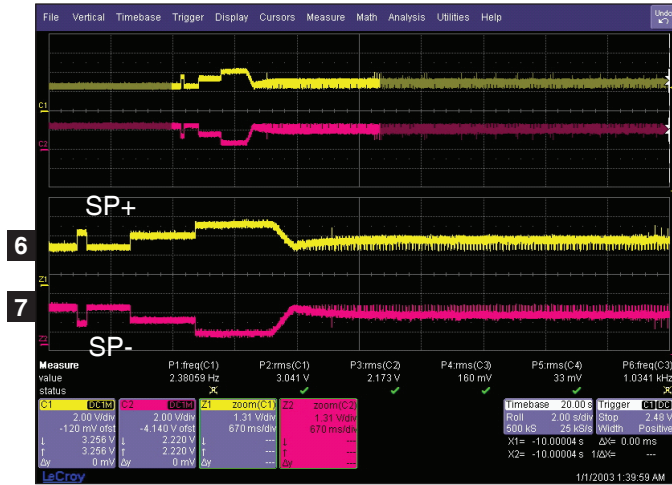 File Vertical Timebase Trigger Display Cursors Measure Math Analysis Utilities Help Undo
C1
C2
SP+
6
Z1
7
SP-
Z2
Measure P1:freq(C1) P2:rms(C1) P3:rms(C2) P4:rms(C3) P5:rms(C4) P6:freq(C3)
value 2.38059 Hz 3.041 V 2.173 V 160 mV 33 mV 1.0341 kHz
status
C1 DC1M C2 DC1M Z1 zoom(C1) Z2 zoom(C2) Timebase 20.00 s Trigger C1 DC
2.00 V/div 2.00 V/div 1.31 V/div 1.31 V/div Roll 2.00 s/div Stop 2.48 V
-120 mV ofst -4.140 V ofst 670 ms/div 670 ms/div 500 kS 25 kS/s Width Positive
↓ 3.256 V ↓ 2.220 V ↓ --- ↓ --- X1= -10.00004 s ΔX= 0.00 ms
↑ 3.256 V ↑ 2.220 V ↑ --- ↑ --- X2= -10.00004 s 1/ΔX= ---
Δy 0 mV Δy 0 mV Δy --- Δy ---
LeCroy 1/1/2003 1:39:59 AM